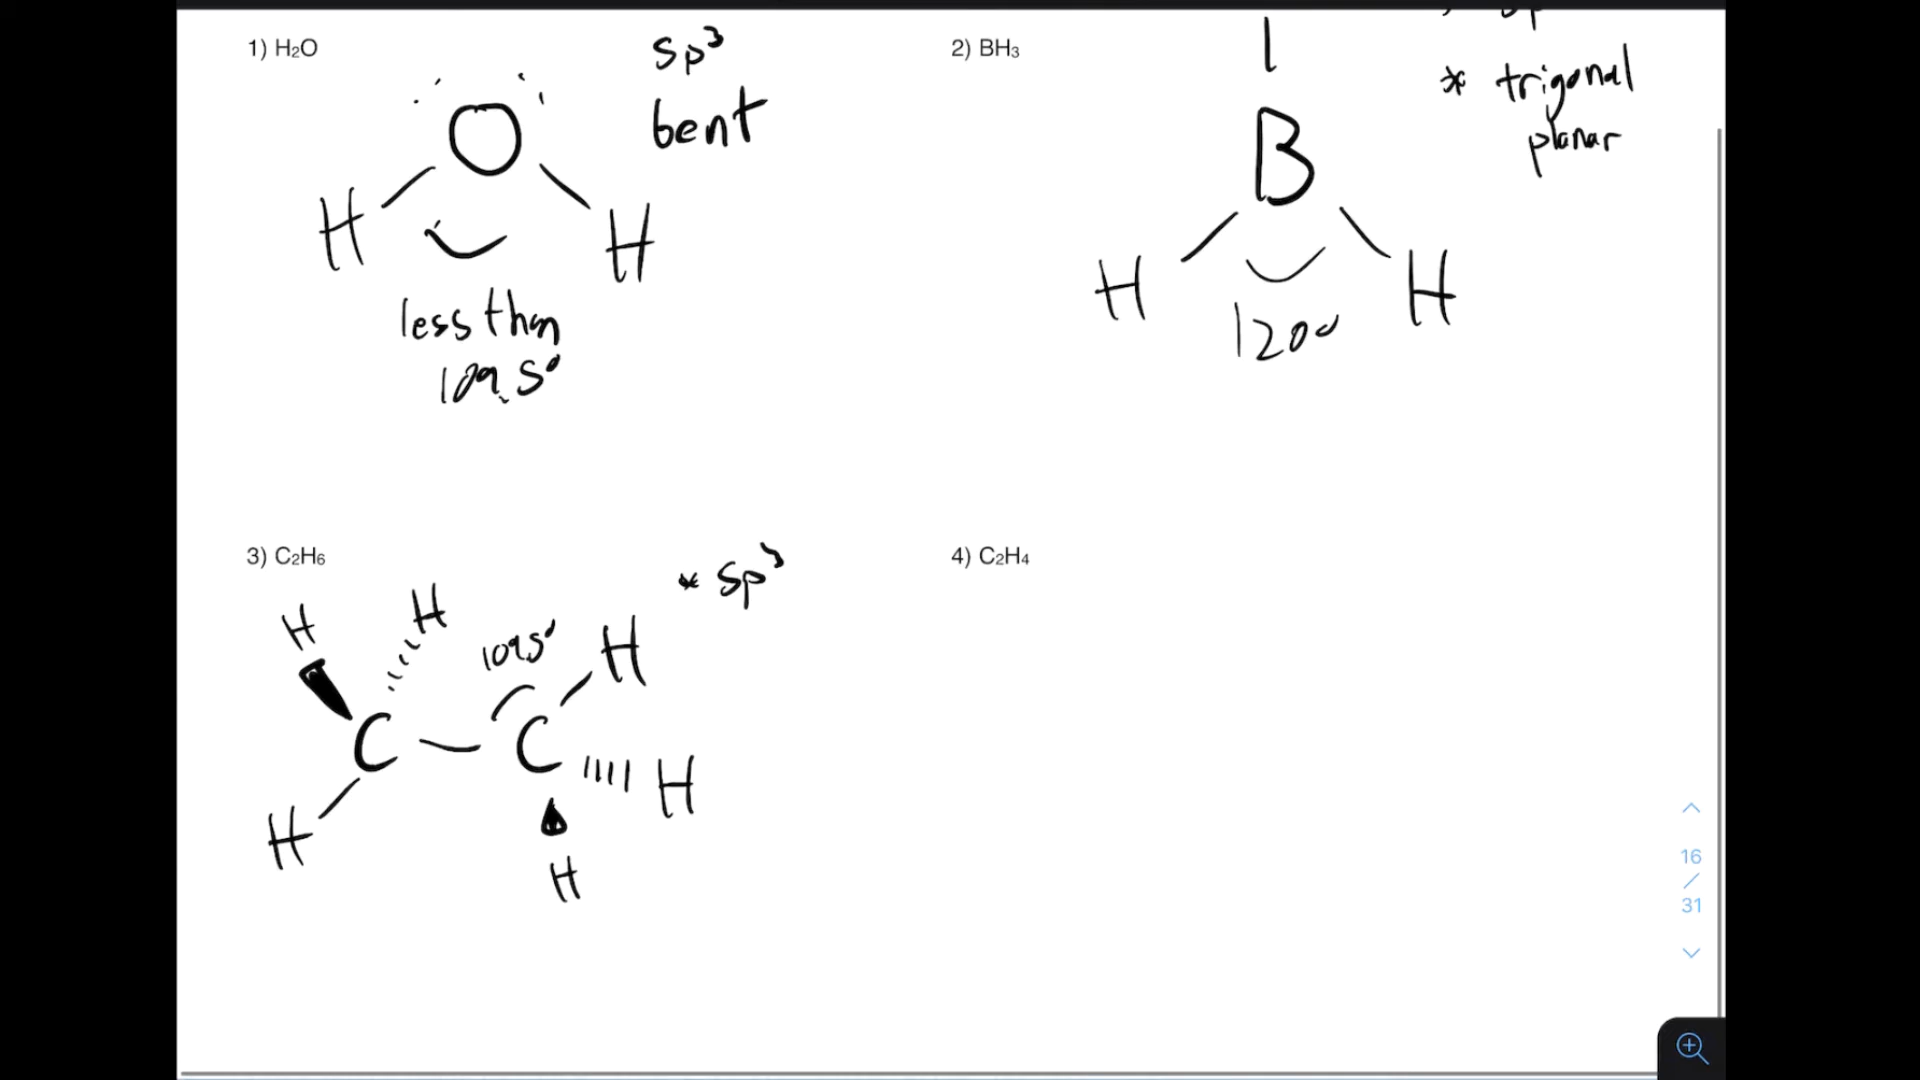 1) H₂O
sp³
bent
O
H
H
less than
109.5°
2) BH₃
* trigonal
planar
B
H
H
120°
3) C₂H₆
* sp³
H
H
109.5°
H
C
C
H
H
H
4) C₂H₄
16
/
31